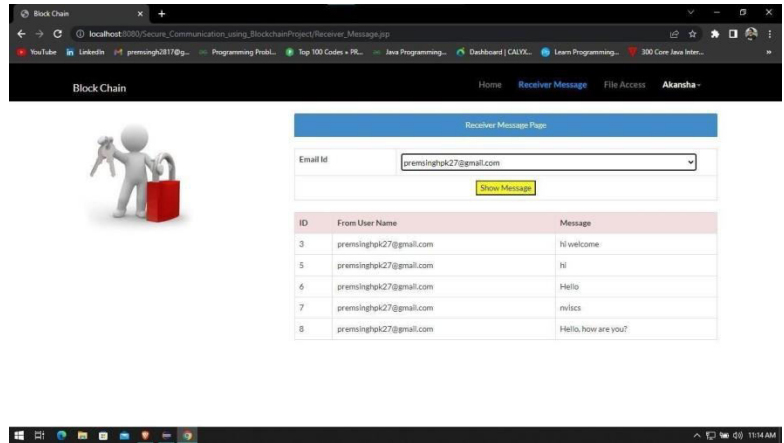 Block Chain
localhost:8080/Secure_Communication_using_BlockchainProject/Receiver_Message.jsp
YouTube LinkedIn premsingh2817@g... Programming Probl... Top 100 Codes » PR... Java Programming... Dashboard | CALYX... Learn Programming... 300 Core Java Inter...
Block Chain Home Receiver Message File Access Akansha
Receiver Message Page
Email Id premsinghpk27@gmail.com
Show Message
ID From User Name Message
3 premsinghpk27@gmail.com hi welcome
5 premsinghpk27@gmail.com hi
6 premsinghpk27@gmail.com Hello
7 premsinghpk27@gmail.com nviscs
8 premsinghpk27@gmail.com Hello, how are you?
11:14 AM